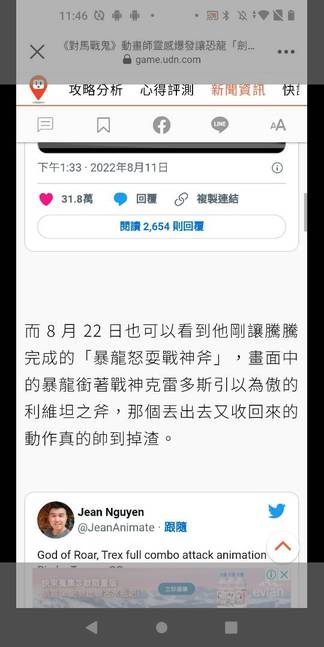 11:46
《對馬戰鬼》動畫師靈感爆發讓恐龍「劍...
game.udn.com
攻略分析 心得評測 新聞資訊 快
LINE
AA
下午1:33 · 2022年8月11日
31.8萬 回覆 複製連結
閱讀 2,654 則回覆
而 8 月 22 日也可以看到他剛讓騰騰
完成的「暴龍怒耍戰神斧」，畫面中
的暴龍銜著戰神克雷多斯引以為傲的
利維坦之斧，那個丟出去又收回來的
動作真的帥到掉渣。
Jean Nguyen
@JeanAnimate · 跟隨
God of Roar, Trex full combo attack animation
evian